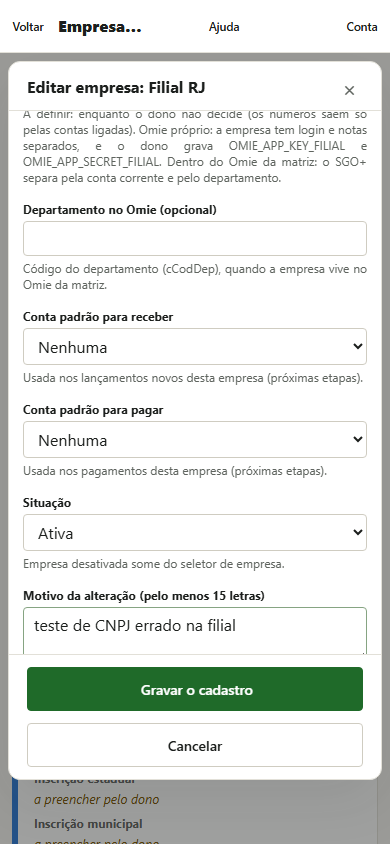 Voltar Empresa... Ajuda Conta
Editar empresa: Filial RJ ×
A definir: enquanto o dono não decide (os números saem só
pelas contas ligadas). Omie próprio: a empresa tem login e notas
separados, e o dono grava OMIE_APP_KEY_FILIAL e
OMIE_APP_SECRET_FILIAL. Dentro do Omie da matriz: o SGO+
separa pela conta corrente e pelo departamento.
Departamento no Omie (opcional)
Código do departamento (cCodDep), quando a empresa vive no
Omie da matriz.
Conta padrão para receber
Nenhuma
Usada nos lançamentos novos desta empresa (próximas etapas).
Conta padrão para pagar
Nenhuma
Usada nos pagamentos desta empresa (próximas etapas).
Situação
Ativa
Empresa desativada some do seletor de empresa.
Motivo da alteração (pelo menos 15 letras)
teste de CNPJ errado na filial
Gravar o cadastro
Cancelar
Inscrição estadual
a preencher pelo dono
Inscrição municipal
a preencher pelo dono